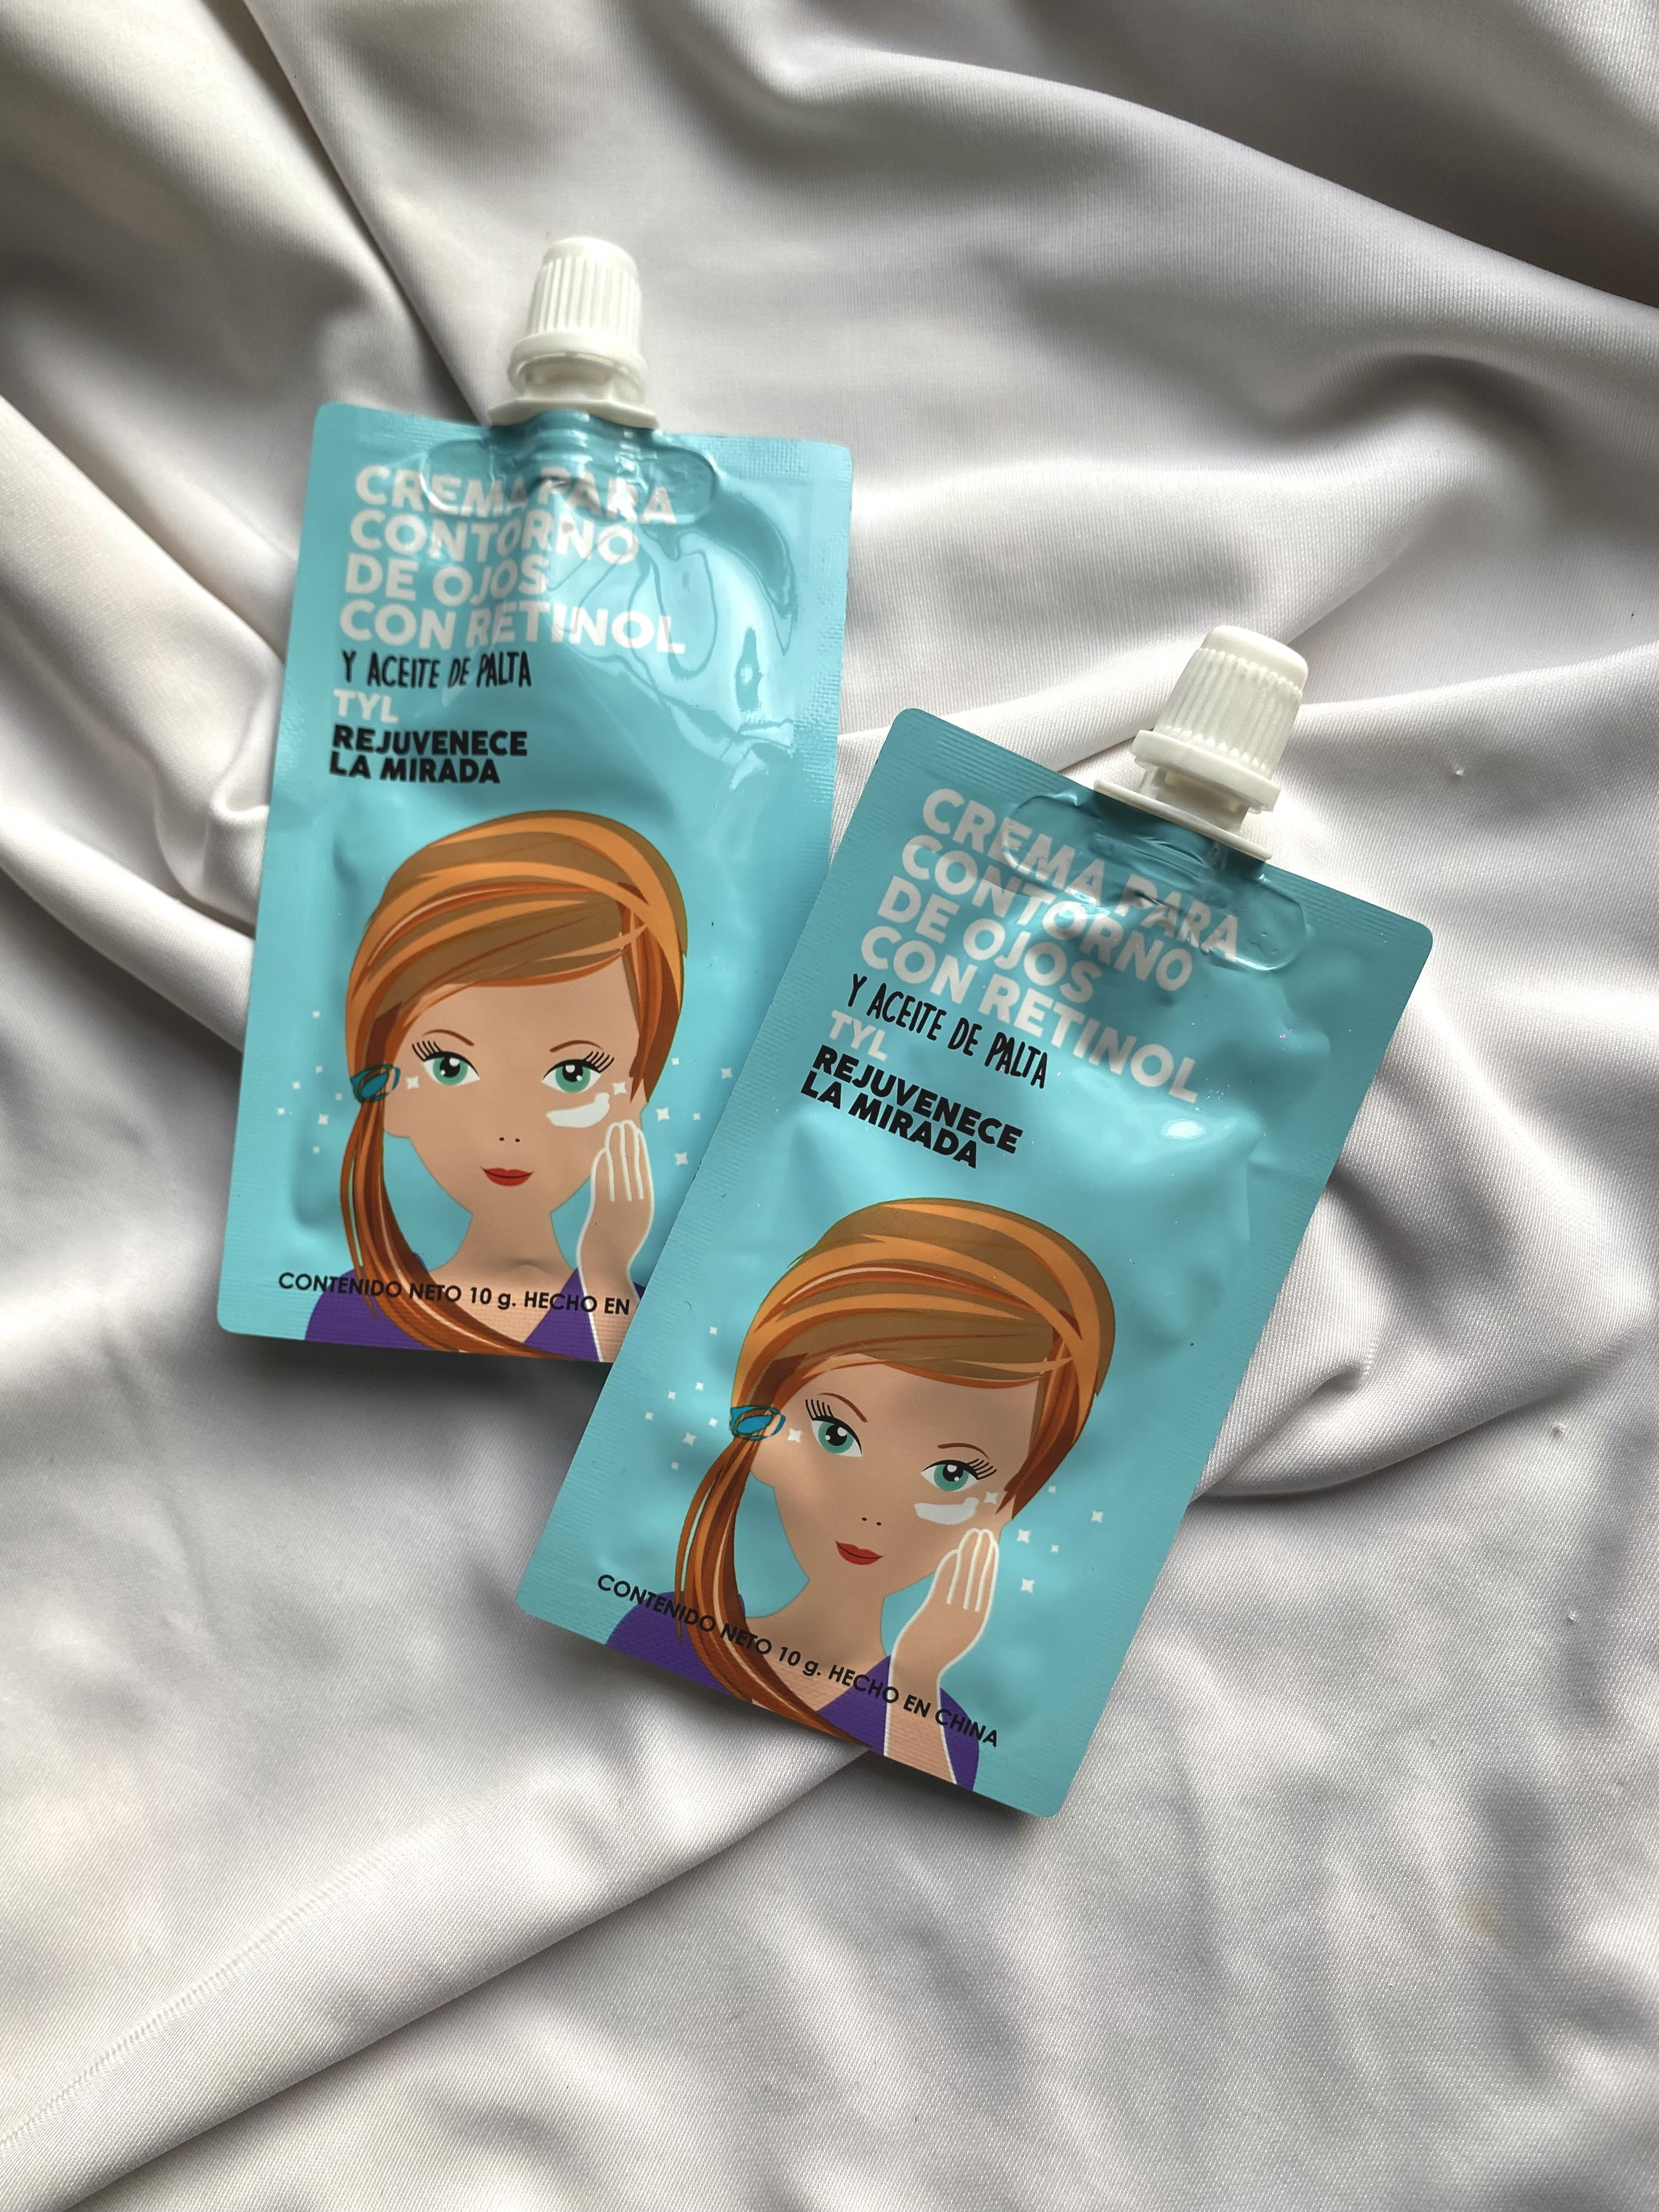 CREMA PARA
CONTORNO
DE OJOS
CON RETINOL
Y ACEITE DE PALTA
TYL
REJUVENECE
LA MIRADA
CONTENIDO NETO 10 g. HECHO EN
CREMA PARA
CONTORNO
DE OJOS
CON RETINOL
Y ACEITE DE PALTA
TYL
REJUVENECE
LA MIRADA
CONTENIDO NETO 10 g. HECHO EN CHINA